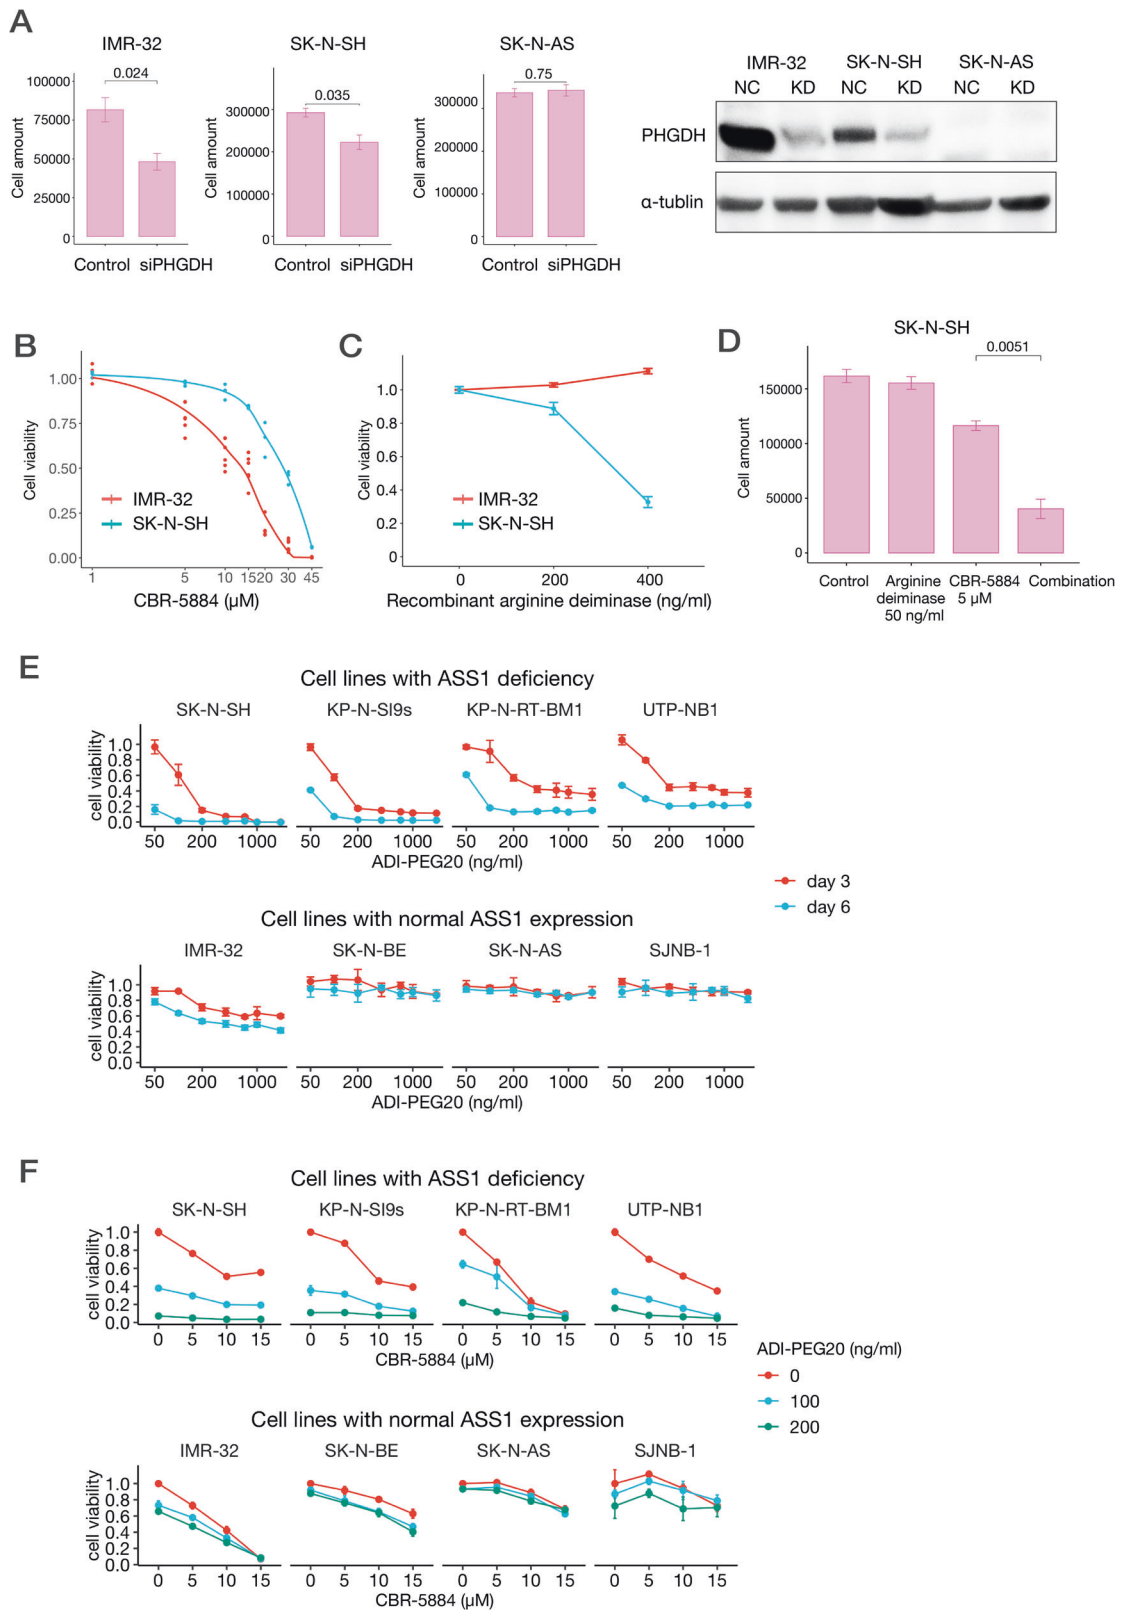 A
IMR-32
SK-N-SH
SK-N-AS
Cell amount
100000
75000
50000
25000
0
0.024
Control siPHGDH
Cell amount
300000
200000
100000
0
0.035
Control siPHGDH
Cell amount
300000
200000
100000
0
0.75
Control siPHGDH
IMR-32 SK-N-SH SK-N-AS
NC KD NC KD NC KD
PHGDH
α-tublin
B
Cell viability
1.00
0.75
0.50
0.25
0.00
IMR-32
SK-N-SH
1 5 10 15 20 30 45
CBR-5884 (µM)
C
Cell viability
1.0
0.8
0.6
0.4
0.2
0
IMR-32
SK-N-SH
0 200 400
Recombinant arginine deiminase (ng/ml)
D
SK-N-SH
0.0051
Cell amount
150000
100000
50000
0
Control
Arginine
deiminase
50 ng/ml
CBR-5884
5 µM
Combination
E
Cell lines with ASS1 deficiency
SK-N-SH KP-N-SI9s KP-N-RT-BM1 UTP-NB1
cell viability
1.0
0.8
0.6
0.4
0.2
0.0
50 200 1000 50 200 1000 50 200 1000 50 200 1000
ADI-PEG20 (ng/ml)
day 3
day 6
Cell lines with normal ASS1 expression
IMR-32 SK-N-BE SK-N-AS SJNB-1
cell viability
1.0
0.8
0.6
0.4
0.2
0.0
50 200 1000 50 200 1000 50 200 1000 50 200 1000
ADI-PEG20 (ng/ml)
F
Cell lines with ASS1 deficiency
SK-N-SH KP-N-SI9s KP-N-RT-BM1 UTP-NB1
cell viability
1.0
0.8
0.6
0.4
0.2
0.0
0 5 10 15 0 5 10 15 0 5 10 15 0 5 10 15
CBR-5884 (µM)
ADI-PEG20 (ng/ml)
0
100
200
Cell lines with normal ASS1 expression
IMR-32 SK-N-BE SK-N-AS SJNB-1
cell viability
1.0
0.8
0.6
0.4
0.2
0.0
0 5 10 15 0 5 10 15 0 5 10 15 0 5 10 15
CBR-5884 (µM)